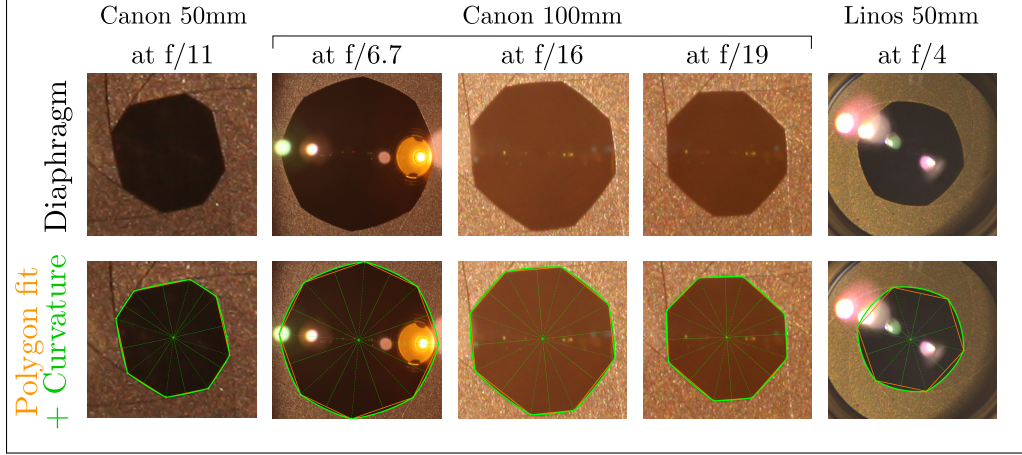 Canon 50mm Canon 100mm Linos 50mm
at f/11 at f/6.7 at f/16 at f/19 at f/4
Diaphragm
Polygon fit
+ Curvature